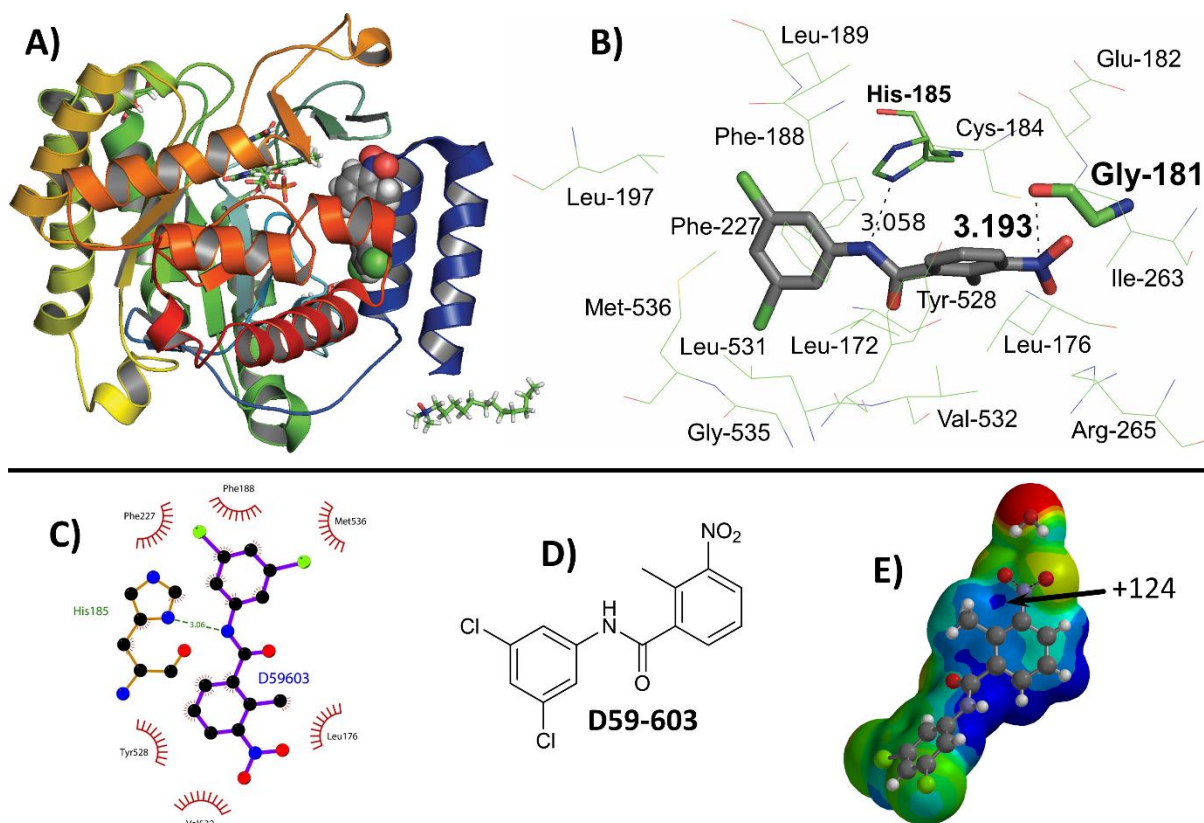 A)
B)
Leu-189
Glu-182
His-185
Cys-184
Phe-188
Gly-181
Leu-197
3.058
3.193
Phe-227
Ile-263
Met-536
Tyr-528
Leu-531
Leu-172
Leu-176
Gly-535
Val-532
Arg-265
C)
Phe188
Phe227
Met536
His185
3.06
D59603
Tyr528
Leu176
D)
NO2
H
N
Cl
O
Cl
D59-603
E)
+124